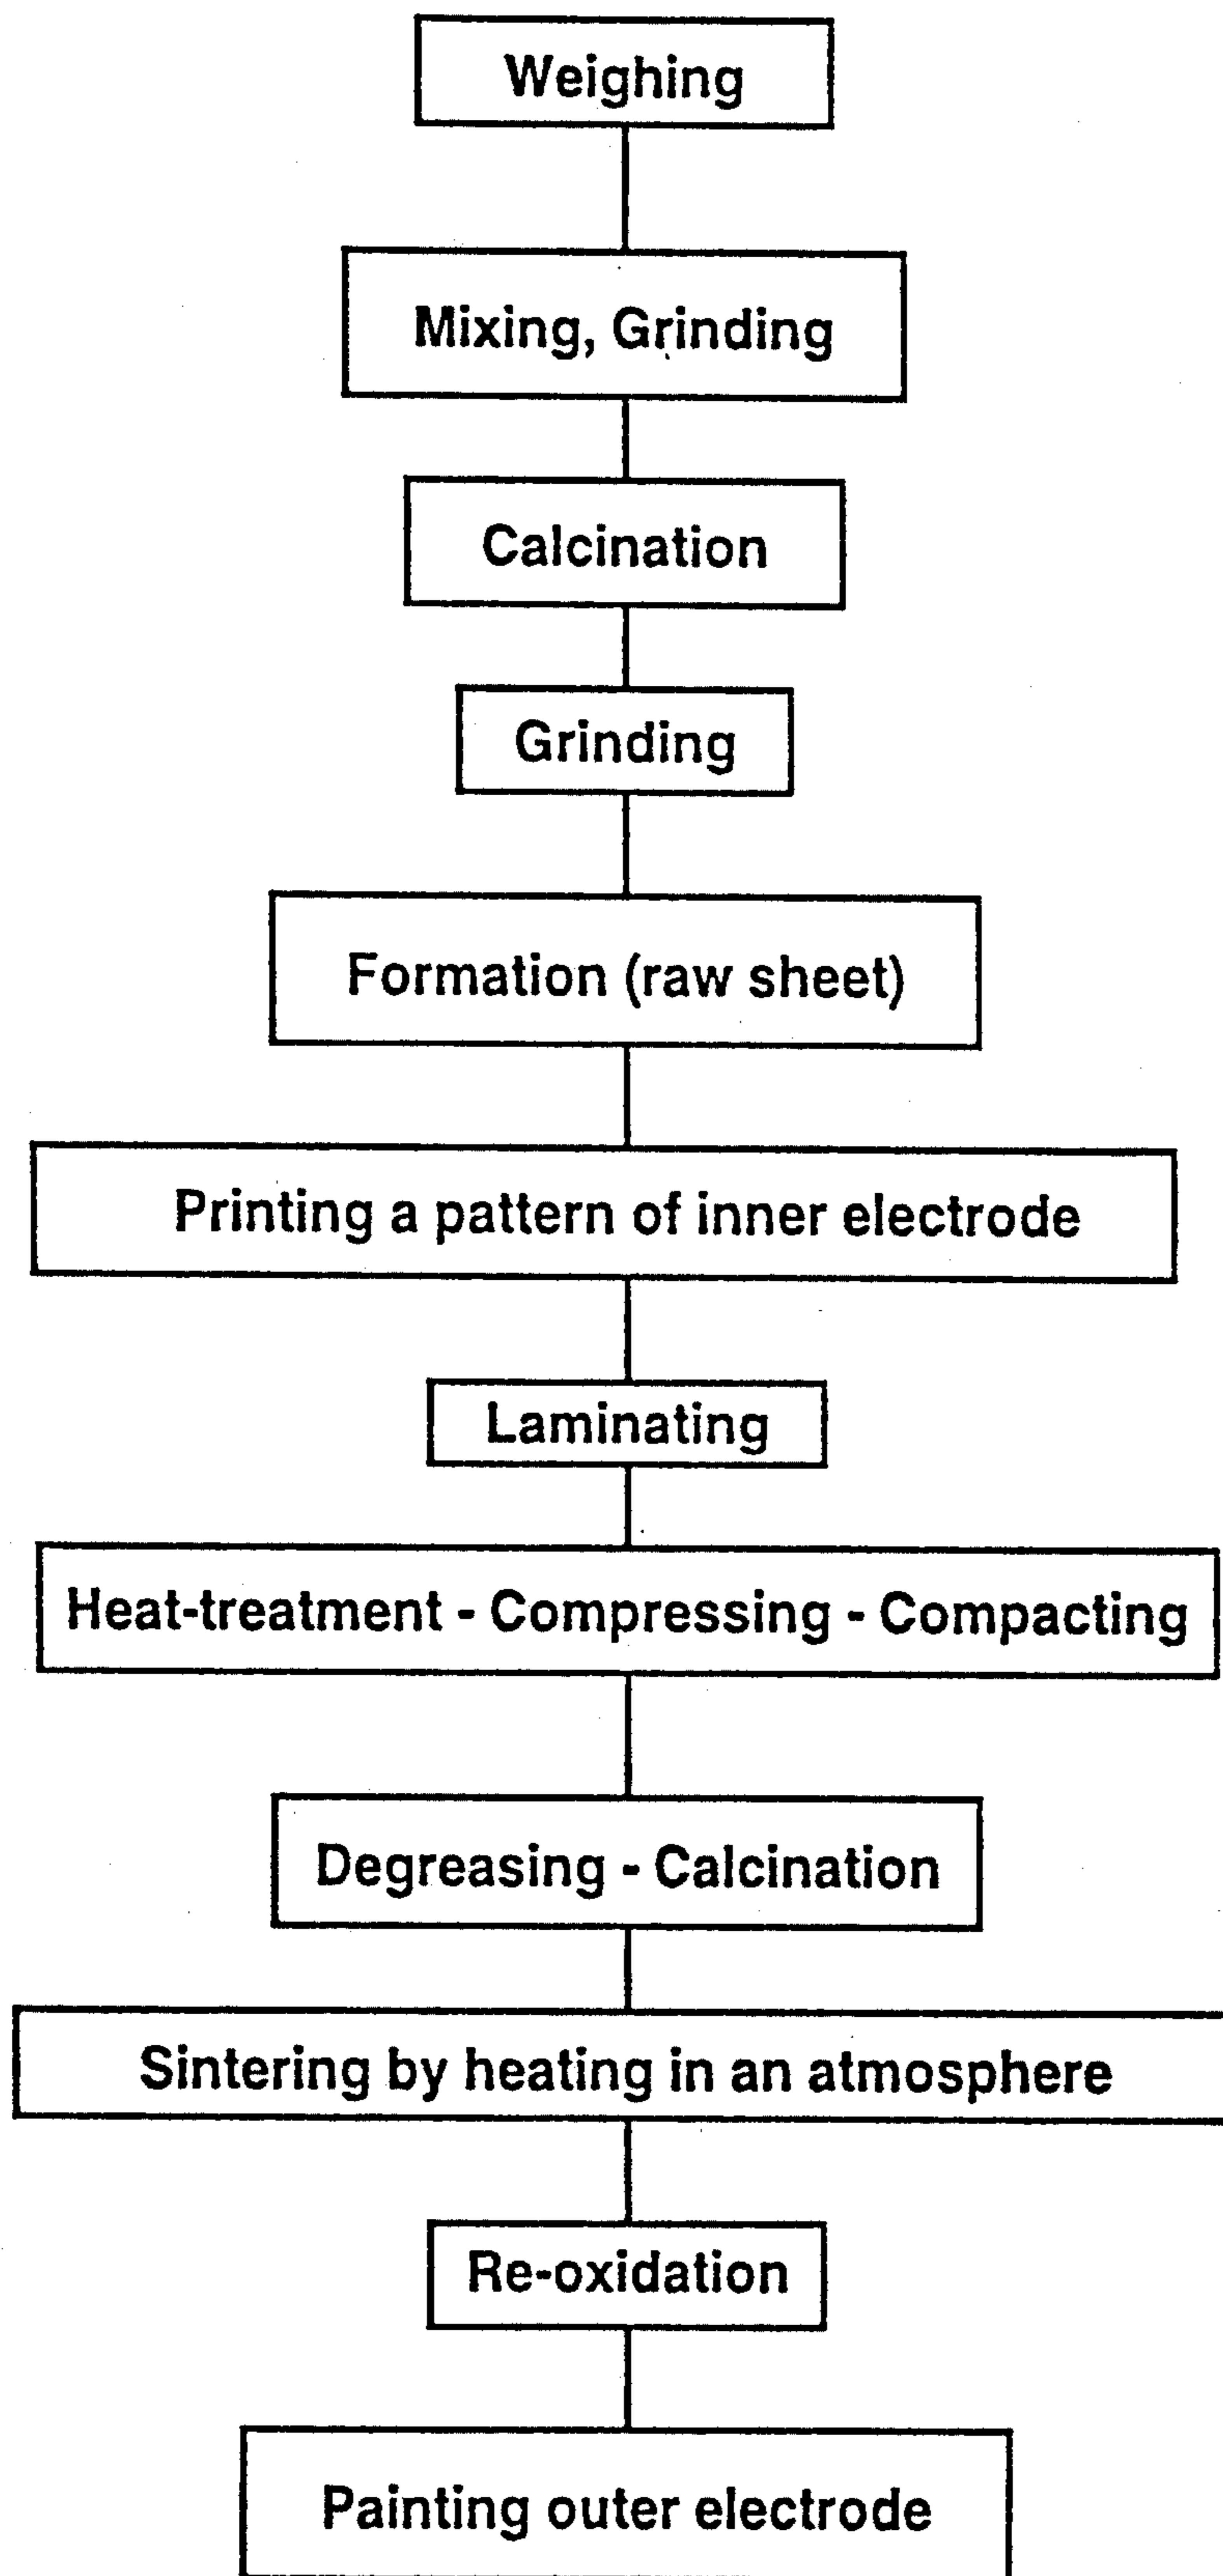 Weighing
Mixing, Grinding
Calcination
Grinding
Formation (raw sheet)
Printing a pattern of inner electrode
Laminating
Heat-treatment - Compressing - Compacting
Degreasing - Calcination
Sintering by heating in an atmosphere
Re-oxidation
Painting outer electrode